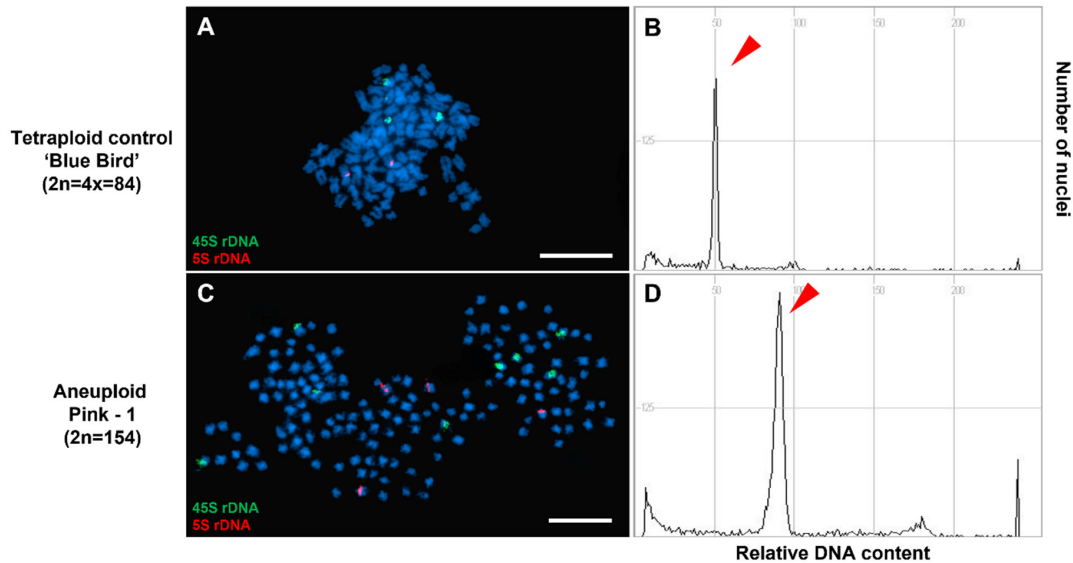 A
B
50
100
150
200
Tetraploid control
'Blue Bird'
(2n=4x=84)
125
Number of nuclei
45S rDNA
5S rDNA
C
D
50
100
150
200
Aneuploid
Pink - 1
(2n=154)
125
45S rDNA
5S rDNA
Relative DNA content